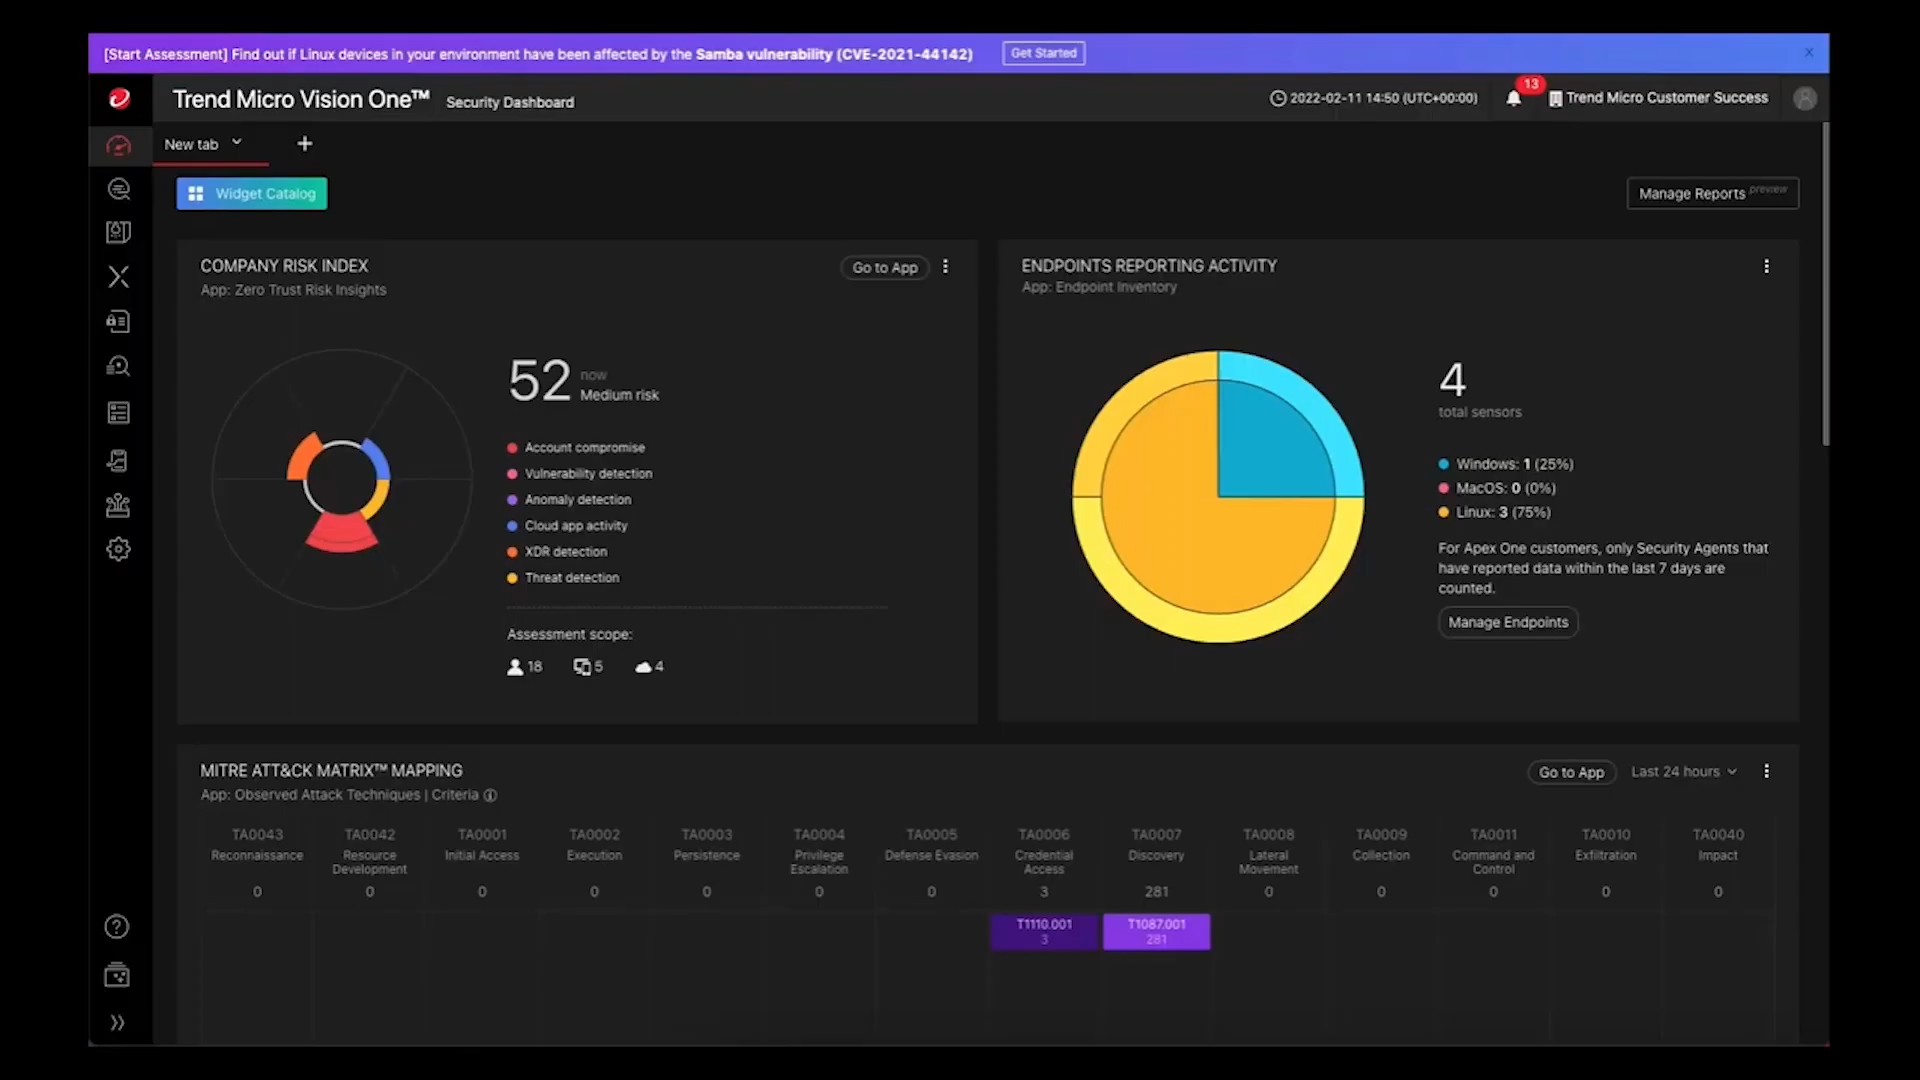 [Start Assessment] Find out if Linux devices in your environment have been affected by the Samba vulnerability (CVE-2021-44142)
Get Started
Trend Micro Vision One™ Security Dashboard
2022-02-11 14:50 (UTC+00:00)
13
Trend Micro Customer Success
New tab
Widget Catalog
Manage Reports preview
COMPANY RISK INDEX
Go to App
App: Zero Trust Risk Insights
52 now
Medium risk
Account compromise
Vulnerability detection
Anomaly detection
Cloud app activity
XDR detection
Threat detection
Assessment scope:
18 5 4
ENDPOINTS REPORTING ACTIVITY
App: Endpoint Inventory
4
total sensors
Windows: 1 (25%)
MacOS: 0 (0%)
Linux: 3 (75%)
For Apex One customers, only Security Agents that
have reported data within the last 7 days are
counted.
Manage Endpoints
MITRE ATT&CK MATRIX™ MAPPING
Go to App
Last 24 hours
App: Observed Attack Techniques | Criteria
TA0043 TA0042 TA0001 TA0002 TA0003 TA0004 TA0005 TA0006 TA0007 TA0008 TA0009 TA0011 TA0010 TA0040
Reconnaissance Resource Initial Access Execution Persistence Privilege Defense Evasion Credential Discovery Lateral Collection Command and Exfiltration Impact
Development Escalation Access Movement Control
0 0 0 0 0 0 0 3 281 0 0 0 0 0
T1110.001 T1087.001
3 281